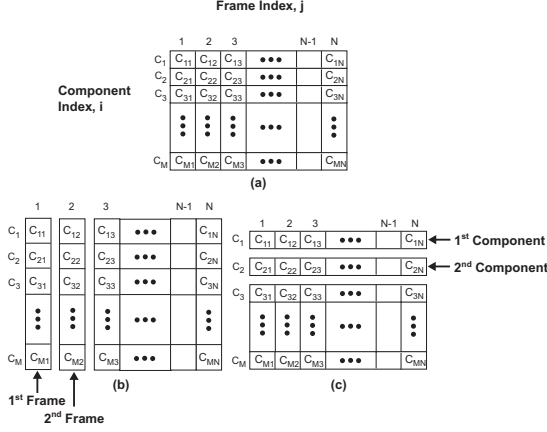 Frame Index, j
1 2 3 N-1 N
Component
Index, i
C1 C11 C12 C13 ••• C1N
C2 C21 C22 C23 ••• C2N
C3 C31 C32 C33 ••• C3N
CM CM1 CM2 CM3 ••• CMN
(a)
1 2 3 N-1 N
C1 C11 C12 C13 ••• C1N
C2 C21 C22 C23 ••• C2N
C3 C31 C32 C33 ••• C3N
CM CM1 CM2 CM3 ••• CMN
1st Frame
2nd Frame
(b)
1 2 3 N-1 N
C1 C11 C12 C13 ••• C1N 1st Component
C2 C21 C22 C23 ••• C2N 2nd Component
C3 C31 C32 C33 ••• C3N
CM CM1 CM2 CM3 ••• CMN
(c)